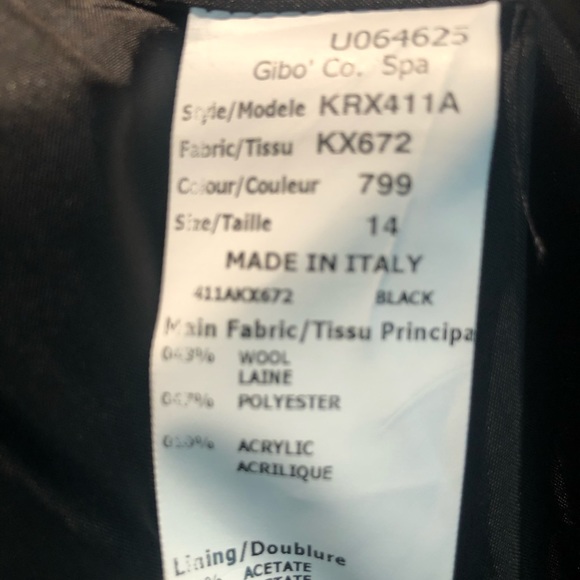 U064625
Gibo' Co. Spa
Style/Modele KRX411A
Fabric/Tissu KX672
Colour/Couleur 799
Size/Taille 14
MADE IN ITALY
411AKX672 BLACK
Main Fabric/Tissu Principa
WOOL
LAINE
POLYESTER
ACRYLIC
ACRILIQUE
Lining/Doublure
% ACETATE